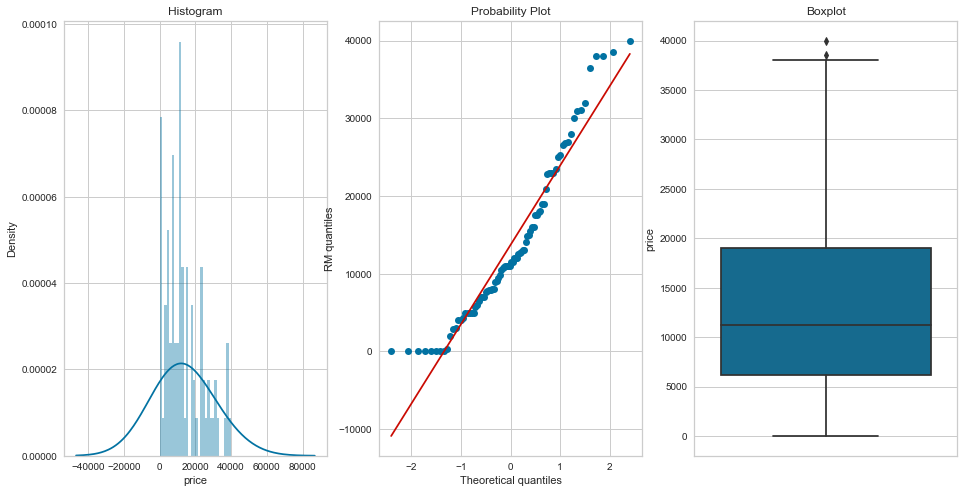 Histogram
Density
0.00010
0.00008
0.00006
0.00004
0.00002
0.00000
−40000 −20000 0 20000 40000 60000 80000
price
Probability Plot
RM quantiles
40000
30000
20000
10000
0
−10000
−2 −1 0 1 2
Theoretical quantiles
Boxplot
price
40000
35000
30000
25000
20000
15000
10000
5000
0